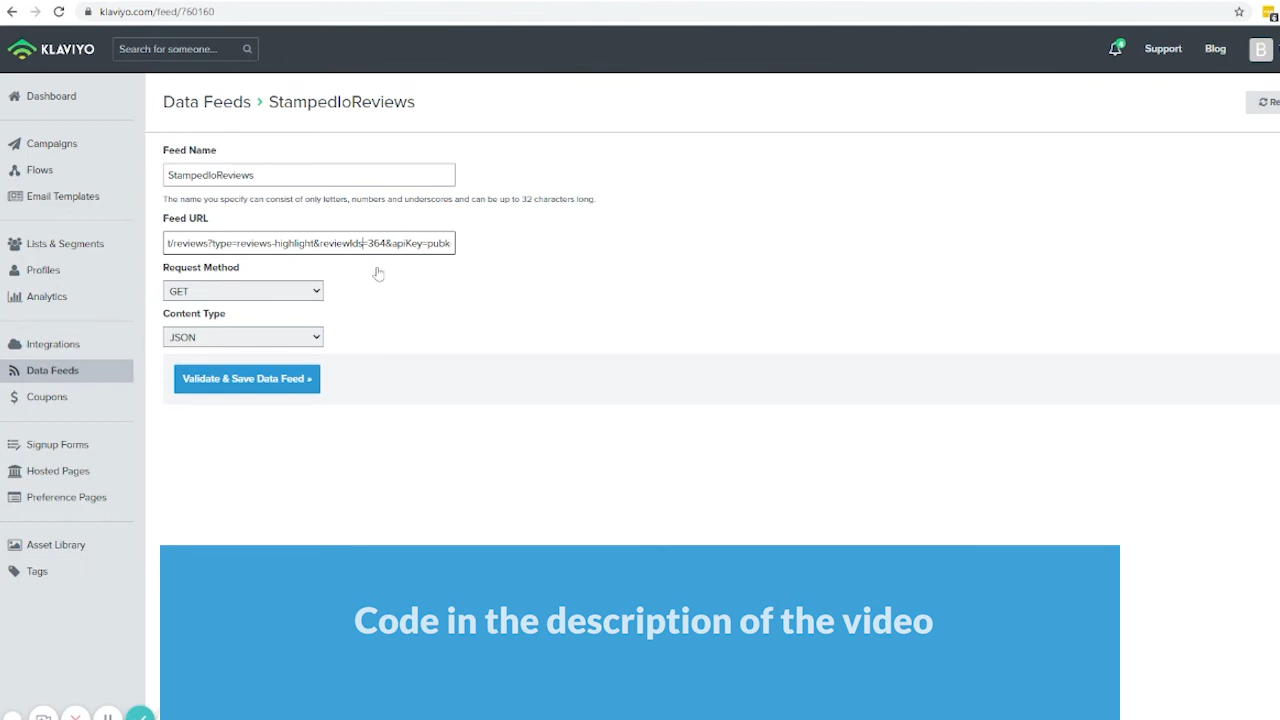 klaviyo.com/feed/760160
KLAVIYO
Search for someone...
4
Support
Blog
B
6
Dashboard
Campaigns
Flows
Email Templates
Lists & Segments
Profiles
Analytics
Integrations
Data Feeds
Coupons
Signup Forms
Hosted Pages
Preference Pages
Asset Library
Tags
Data Feeds › StampedIoReviews
Re
Feed Name
StampedIoReviews
The name you specify can consist of only letters, numbers and underscores and can be up to 32 characters long.
Feed URL
t/reviews?type=reviews-highlight&reviewIds=364&apiKey=pubk
Request Method
GET
Content Type
JSON
Validate & Save Data Feed »
Code in the description of the video